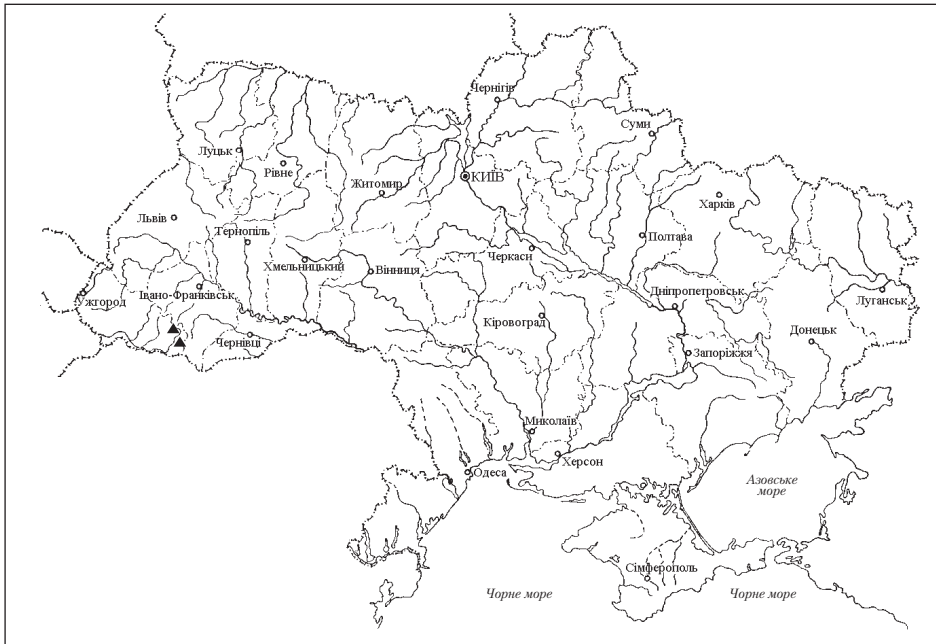 Чернігів
Суми
Луцьк
Рівне
КИЇВ
Житомир
Харків
Львів
Тернопіль
Полтава
Черкаси
Хмельницький
Вінниця
Ужгород
Івано-Франківськ
Дніпропетровськ
Луганськ
Кіровоград
Донецьк
Чернівці
Запоріжжя
Миколаїв
Херсон
Одеса
Азовське
море
Сімферополь
Чорне море
Чорне море